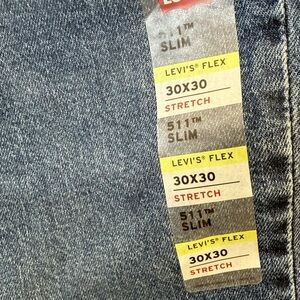 511™
SLIM
LEVI'S® FLEX
30X30
STRETCH
511™
SLIM
LEVI'S® FLEX
30X30
STRETCH
511™
SLIM
LEVI'S® FLEX
30X30
STRETCH